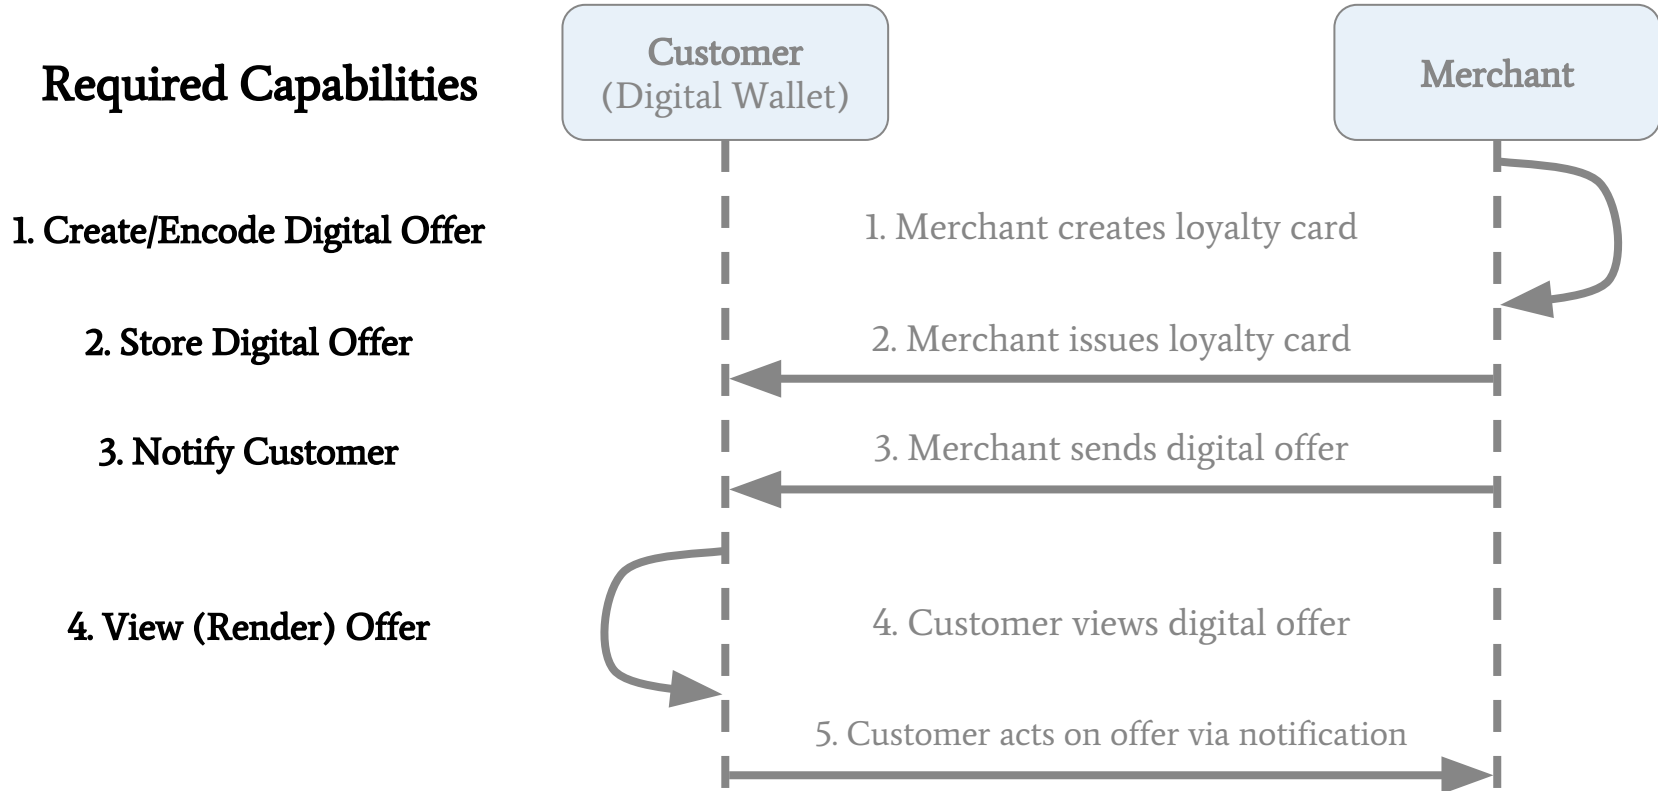 Required Capabilities
Customer
(Digital Wallet)
Merchant
1. Create/Encode Digital Offer
1. Merchant creates loyalty card
2. Store Digital Offer
2. Merchant issues loyalty card
3. Notify Customer
3. Merchant sends digital offer
4. View (Render) Offer
4. Customer views digital offer
5. Customer acts on offer via notification